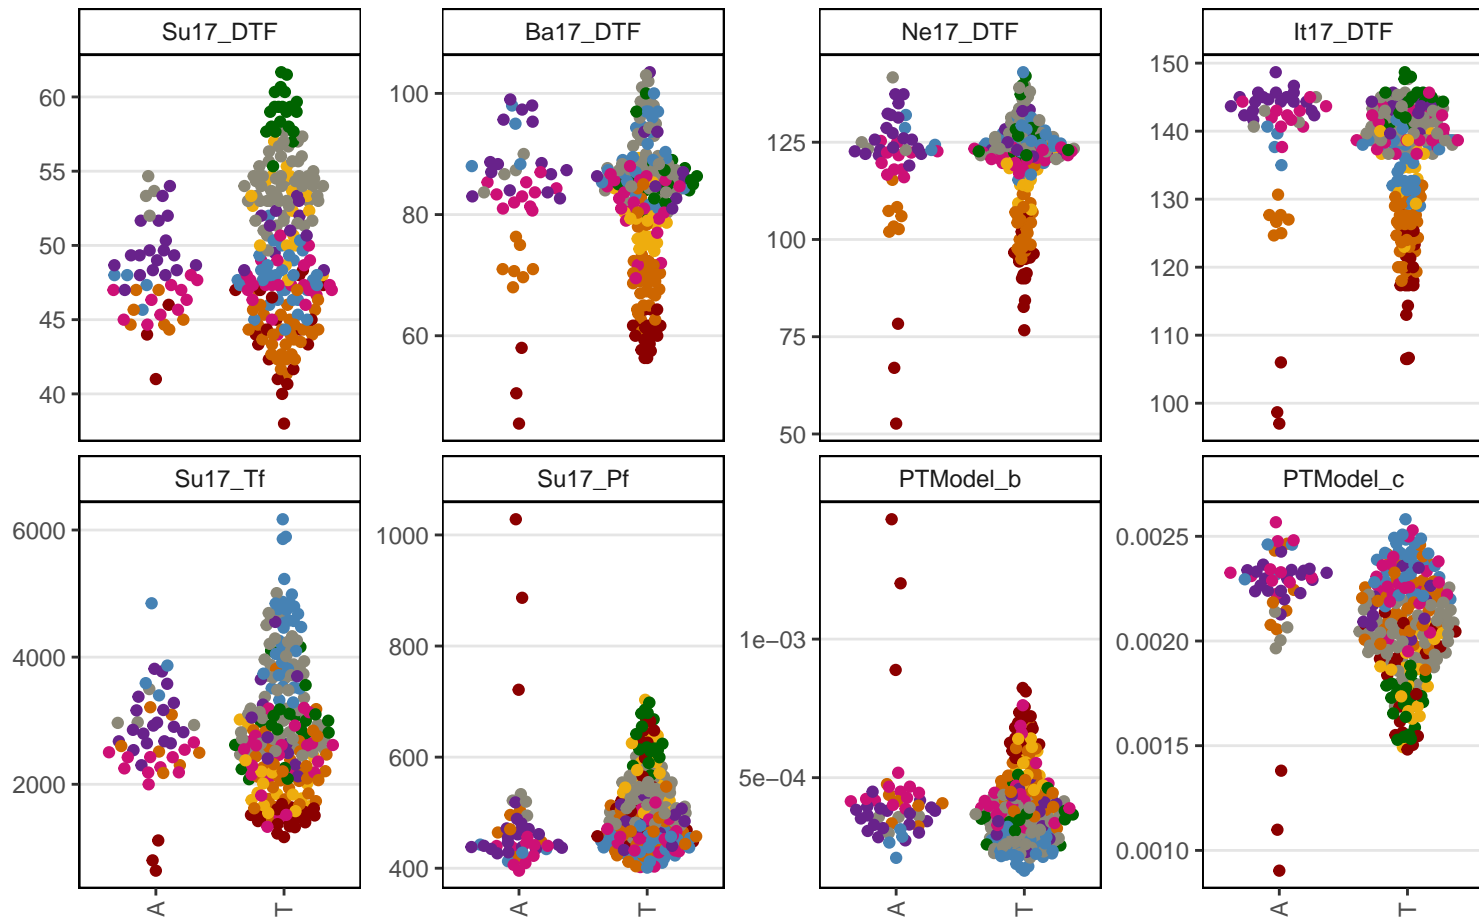 Su17_DTF
Ba17_DTF
Ne17_DTF
It17_DTF
60
55
50
45
40
100
80
60
125
100
75
50
150
140
130
120
110
100
Su17_Tf
Su17_Pf
PTModel_b
PTModel_c
6000
4000
2000
1000
800
600
400
1e−03
5e−04
0.0025
0.0020
0.0015
0.0010
A
T
A
T
A
T
A
T